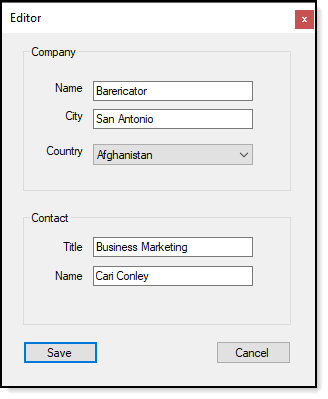 Editor
x
Company
Name Barericator
City San Antonio
Country Afghanistan
Contact
Title Business Marketing
Name Cari Conley
Save Cancel